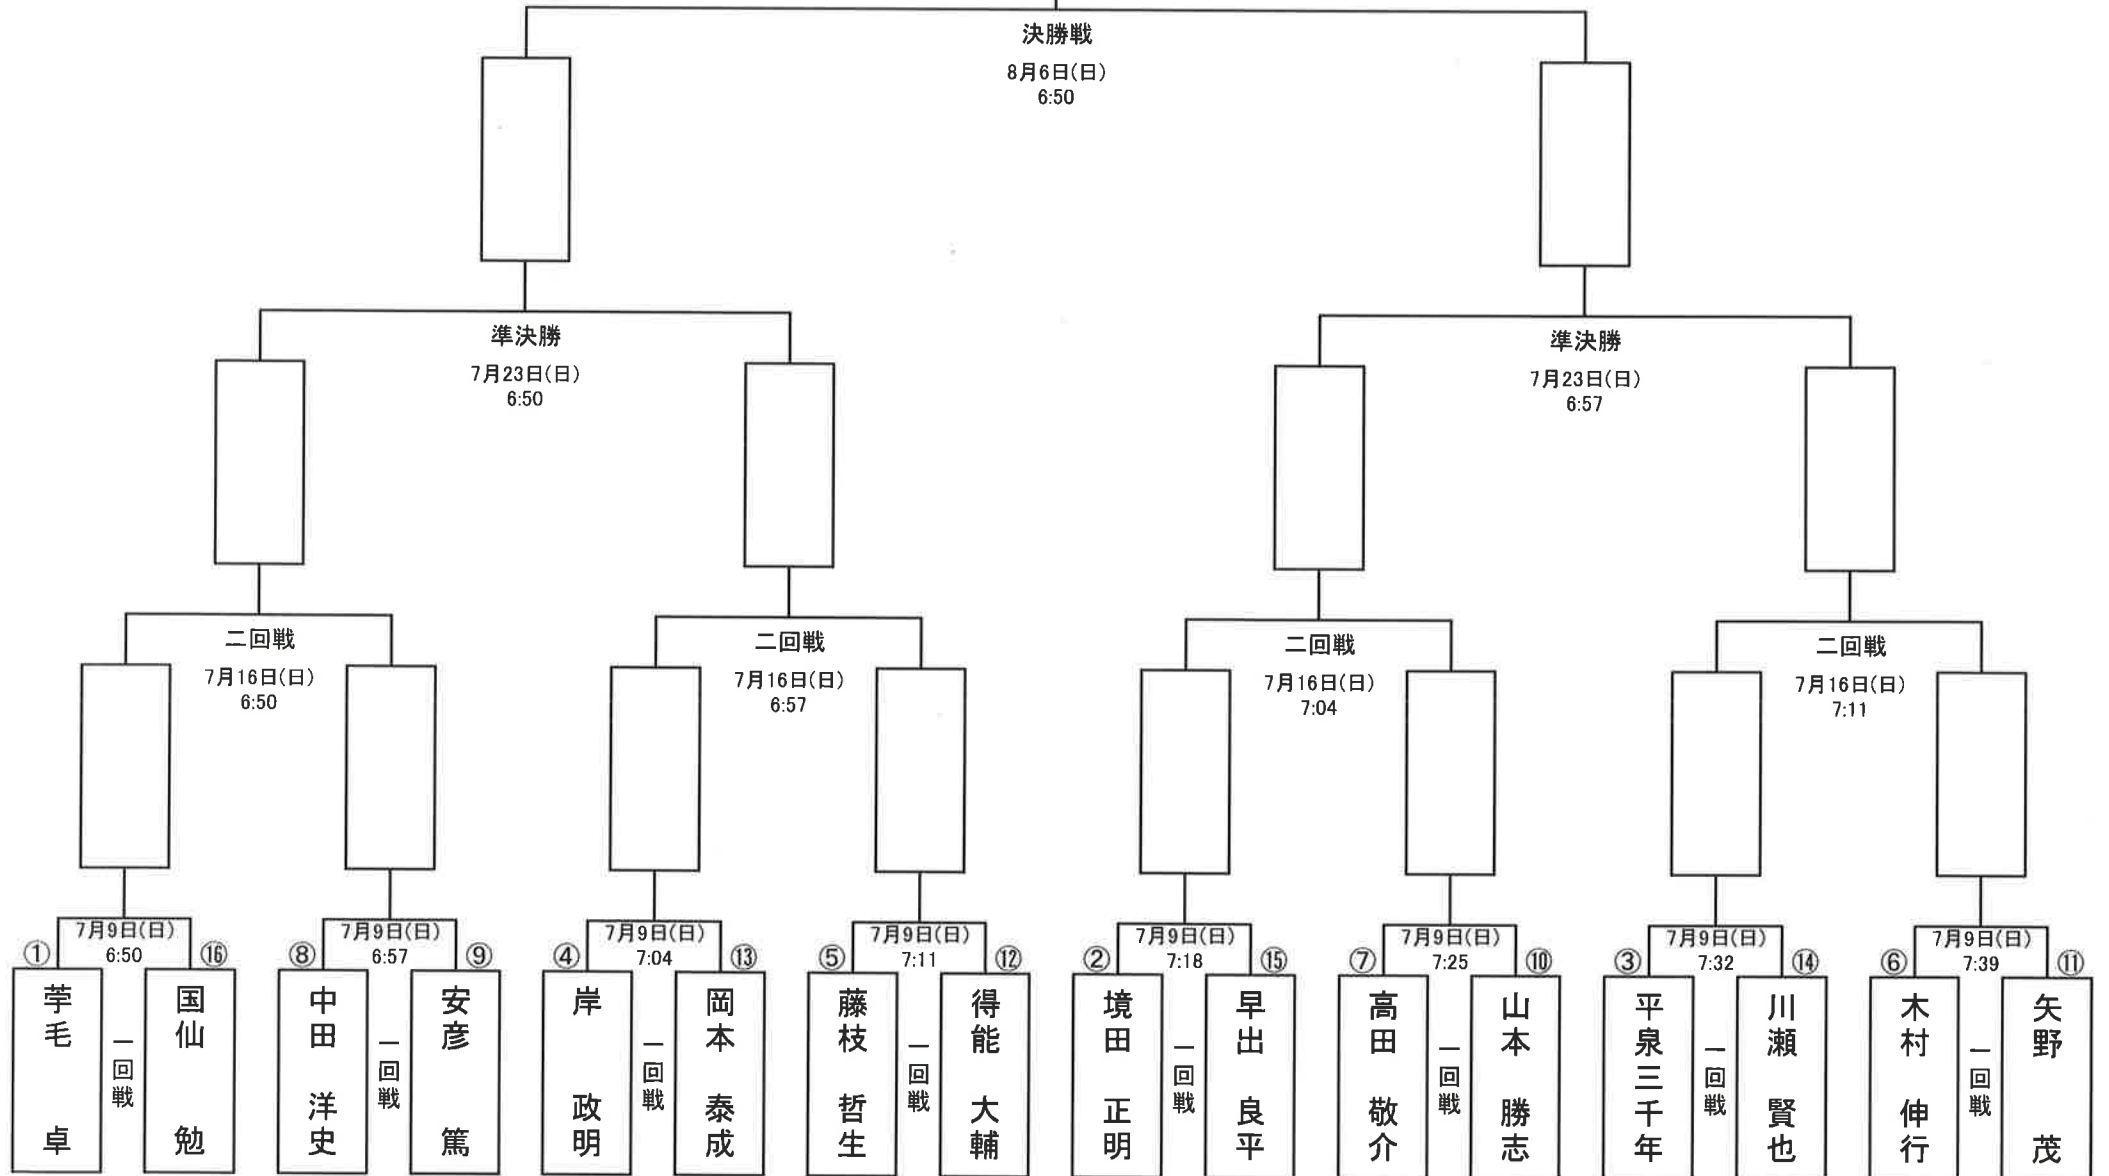 決勝戦
8月6日(日)
6:50
準決勝
7月23日(日)
6:50
準決勝
7月23日(日)
6:57
二回戦
7月16日(日)
6:50
二回戦
7月16日(日)
6:57
二回戦
7月16日(日)
7:04
二回戦
7月16日(日)
7:11
7月9日(日)
6:50
①
⑯
芋毛 卓
一回戦
国仙 勉
7月9日(日)
6:57
⑧
⑨
中田 洋史
一回戦
安彦 篤
7月9日(日)
7:04
④
⑬
岸 政明
一回戦
岡本 泰成
7月9日(日)
7:11
⑤
⑫
藤枝 哲生
一回戦
得能 大輔
7月9日(日)
7:18
②
⑮
境田 正明
一回戦
早出 良平
7月9日(日)
7:25
⑦
⑩
高田 敬介
一回戦
山本 勝志
7月9日(日)
7:32
③
⑭
平泉三千年
一回戦
川瀬 賢也
7月9日(日)
7:39
⑥
⑪
木村 伸行
一回戦
矢野 茂